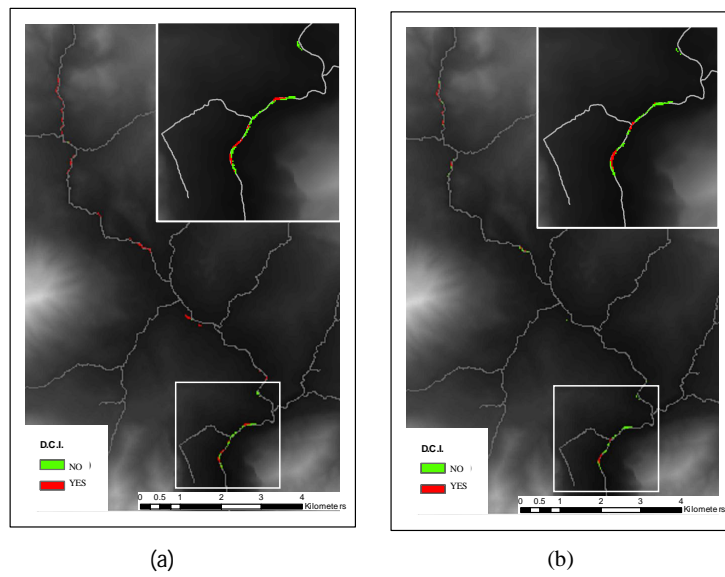 D.C.I.
NO )
YES
0 0.5 1 2 3 4
Kilometers
D.C.I.
NO
YES
0 0.5 1 2 3 4
Kilometers
(a)
(b)